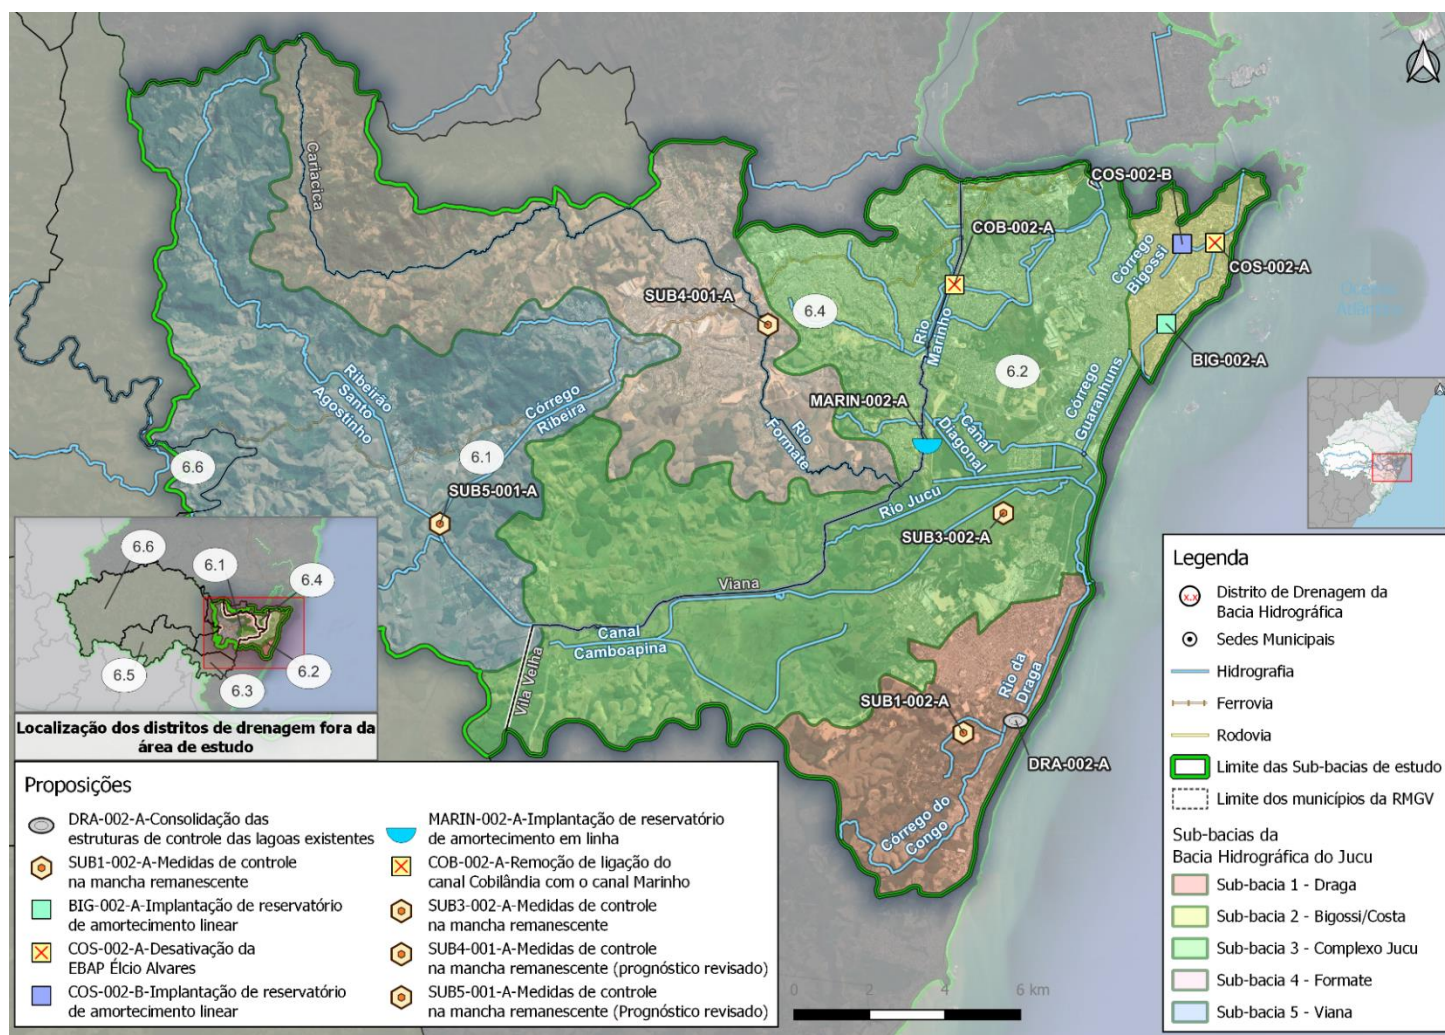 COS-002-B
COB-002-A
Cariacica
Córrego
Bigossi
COS-002-A
SUB4-001-A
6.4
Rio
Marinho
6.2
BIG-002-A
Córrego
Guaranhuns
MARIN-002-A
Ribeirão
Santo
Agostinho
Córrego
Ribeira
Canal
Diagonal
Rio
Formate
6.1
6.6
SUB5-001-A
Rio Jucu
SUB3-002-A
Viana
Canal
Camboapina
Vila Velha
Rio da
Draga
SUB1-002-A
DRA-002-A
Córrego do
Congo
6.6
6.1
6.4
6.5
6.3
6.2
Localização dos distritos de drenagem fora da
área de estudo
Proposições
DRA-002-A-Consolidação das
estruturas de controle das lagoas existentes
SUB1-002-A-Medidas de controle
na mancha remanescente
BIG-002-A-Implantação de reservatório
de amortecimento linear
COS-002-A-Desativação da
EBAP Élcio Alvares
COS-002-B-Implantação de reservatório
de amortecimento linear
MARIN-002-A-Implantação de reservatório
de amortecimento em linha
COB-002-A-Remoção de ligação do
canal Cobilândia com o canal Marinho
SUB3-002-A-Medidas de controle
na mancha remanescente
SUB4-001-A-Medidas de controle
na mancha remanescente (prognóstico revisado)
SUB5-001-A-Medidas de controle
na mancha remanescente (Prognóstico Revisado)
0 2 4 6 km
Legenda
x.x Distrito de Drenagem da
Bacia Hidrográfica
Sedes Municipais
Hidrografia
Ferrovia
Rodovia
Limite das Sub-bacias de estudo
Limite dos municípios da RMGV
Sub-bacias da
Bacia Hidrográfica do Jucu
Sub-bacia 1 - Draga
Sub-bacia 2 - Bigossi/Costa
Sub-bacia 3 - Complexo Jucu
Sub-bacia 4 - Formate
Sub-bacia 5 - Viana